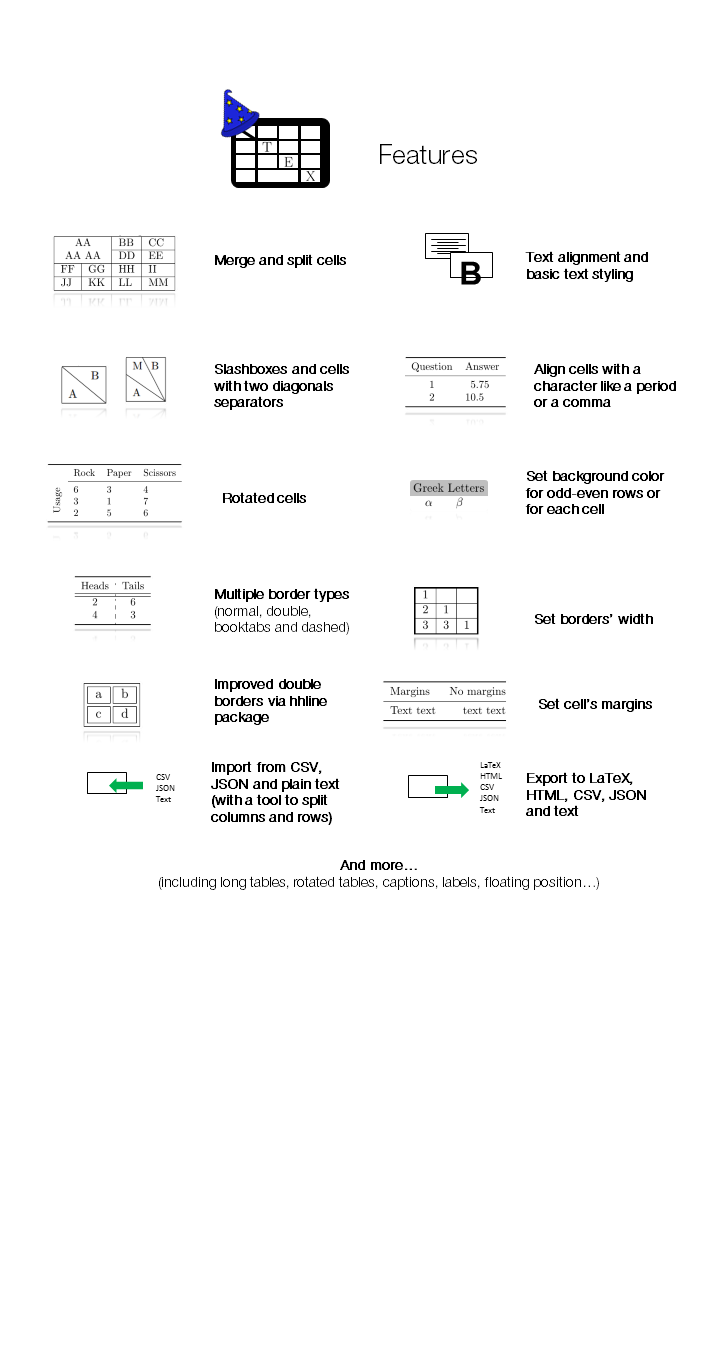 T
E
X
Features
AA BB CC
AA AA DD EE
FF GG HH II
JJ KK LL MM
Merge and split cells
B
Text alignment and
basic text styling
B
A
M B
A
Slashboxes and cells
with two diagonals
separators
Question Answer
1 5.75
2 10.5
Align cells with a
character like a period
or a comma
Rock Paper Scissors
Usage
6 3 4
3 1 7
2 5 6
Rotated cells
Greek Letters
α β
Set background color
for odd-even rows or
for each cell
Heads Tails
2 6
4 3
Multiple border types
(normal, double,
booktabs and dashed)
1
2 1
3 3 1
Set borders' width
a b
c d
Improved double
borders via hhline
package
Margins No margins
Text text text text
Set cell's margins
CSV
JSON
Text
Import from CSV,
JSON and plain text
(with a tool to split
columns and rows)
LaTeX
HTML
CSV
JSON
Text
Export to LaTeX,
HTML, CSV, JSON
and text
And more...
(including long tables, rotated tables, captions, labels, floating position...)